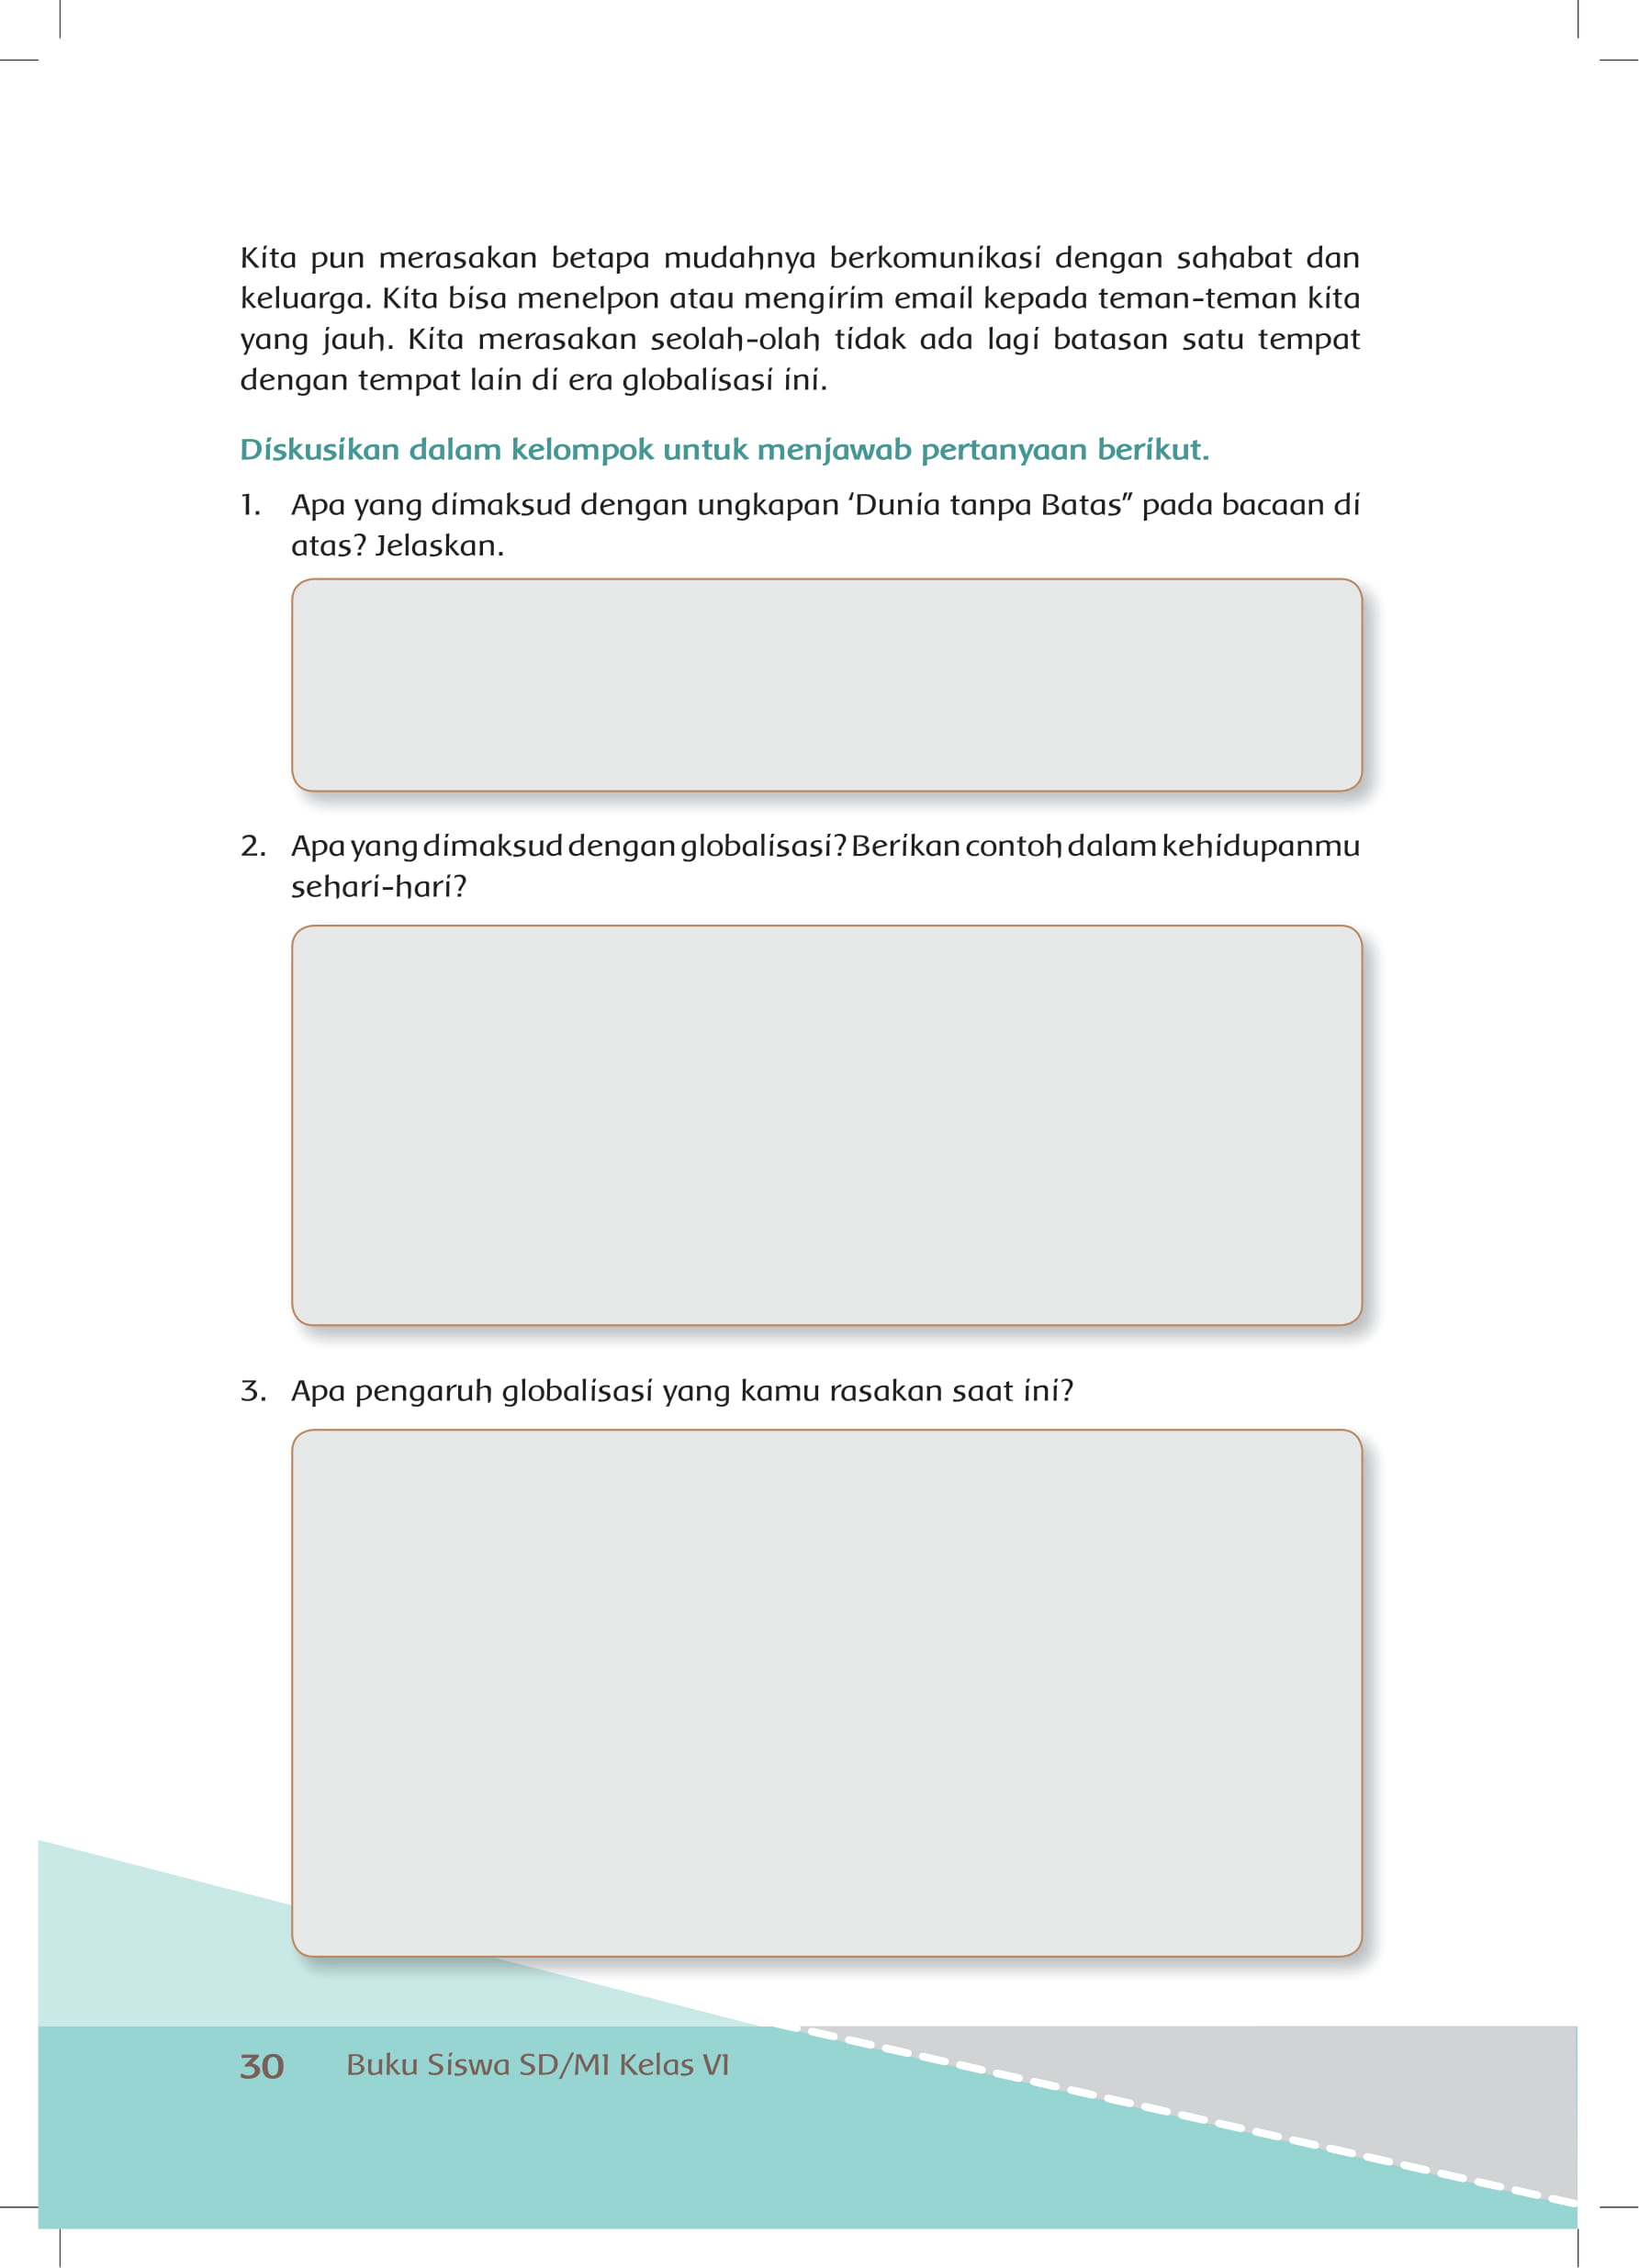 Kita pun merasakan betapa mudahnya berkomunikasi dengan sahabat dan
keluarga. Kita bisa menelpon atau mengirim email kepada teman-teman kita
yang jauh. Kita merasakan seolah-olah tidak ada lagi batasan satu tempat
dengan tempat lain di era globalisasi ini.
Diskusikan dalam kelompok untuk menjawab pertanyaan berikut.
1. Apa yang dimaksud dengan ungkapan ‘Dunia tanpa Batas” pada bacaan di
atas? Jelaskan.
2. Apa yang dimaksud dengan globalisasi? Berikan contoh dalam kehidupanmu
sehari-hari?
3. Apa pengaruh globalisasi yang kamu rasakan saat ini?
30 Buku Siswa SD/MI Kelas VI